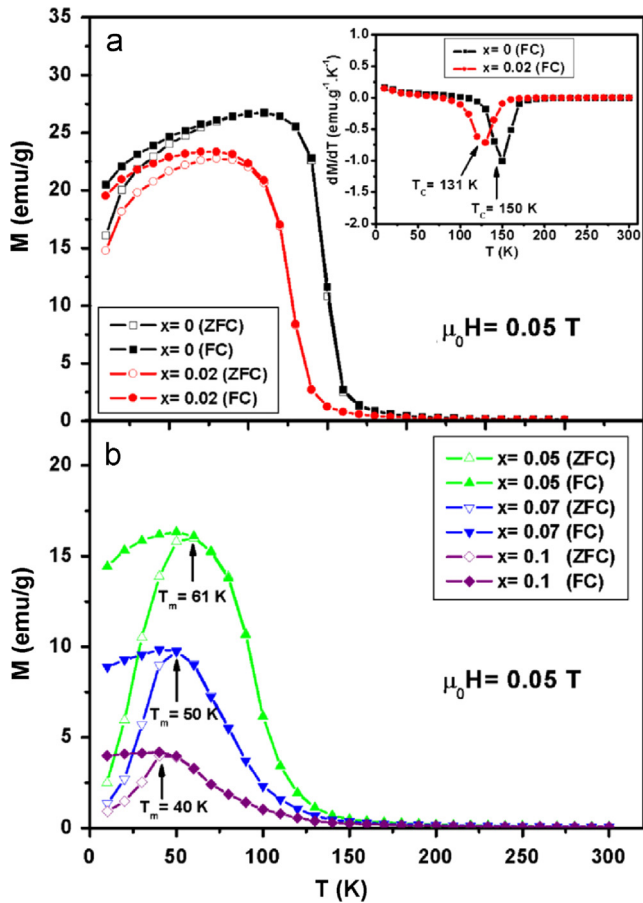 a
M (emu/g)
35
30
25
20
15
10
5
0
x= 0 (ZFC)
x= 0 (FC)
x= 0.02 (ZFC)
x= 0.02 (FC)
μ₀H= 0.05 T
dM/dT (emu.g⁻¹.K⁻¹)
1.0
0.5
0.0
-0.5
-1.0
-1.5
-2.0
x= 0 (FC)
x= 0.02 (FC)
T_C= 131 K
T_C= 150 K
0 50 100 150 200 250 300
T (K)
b
M (emu/g)
20
15
10
5
0
x= 0.05 (ZFC)
x= 0.05 (FC)
x= 0.07 (ZFC)
x= 0.07 (FC)
x= 0.1 (ZFC)
x= 0.1 (FC)
T_m= 61 K
T_m= 50 K
T_m= 40 K
μ₀H= 0.05 T
0 50 100 150 200 250 300
T (K)